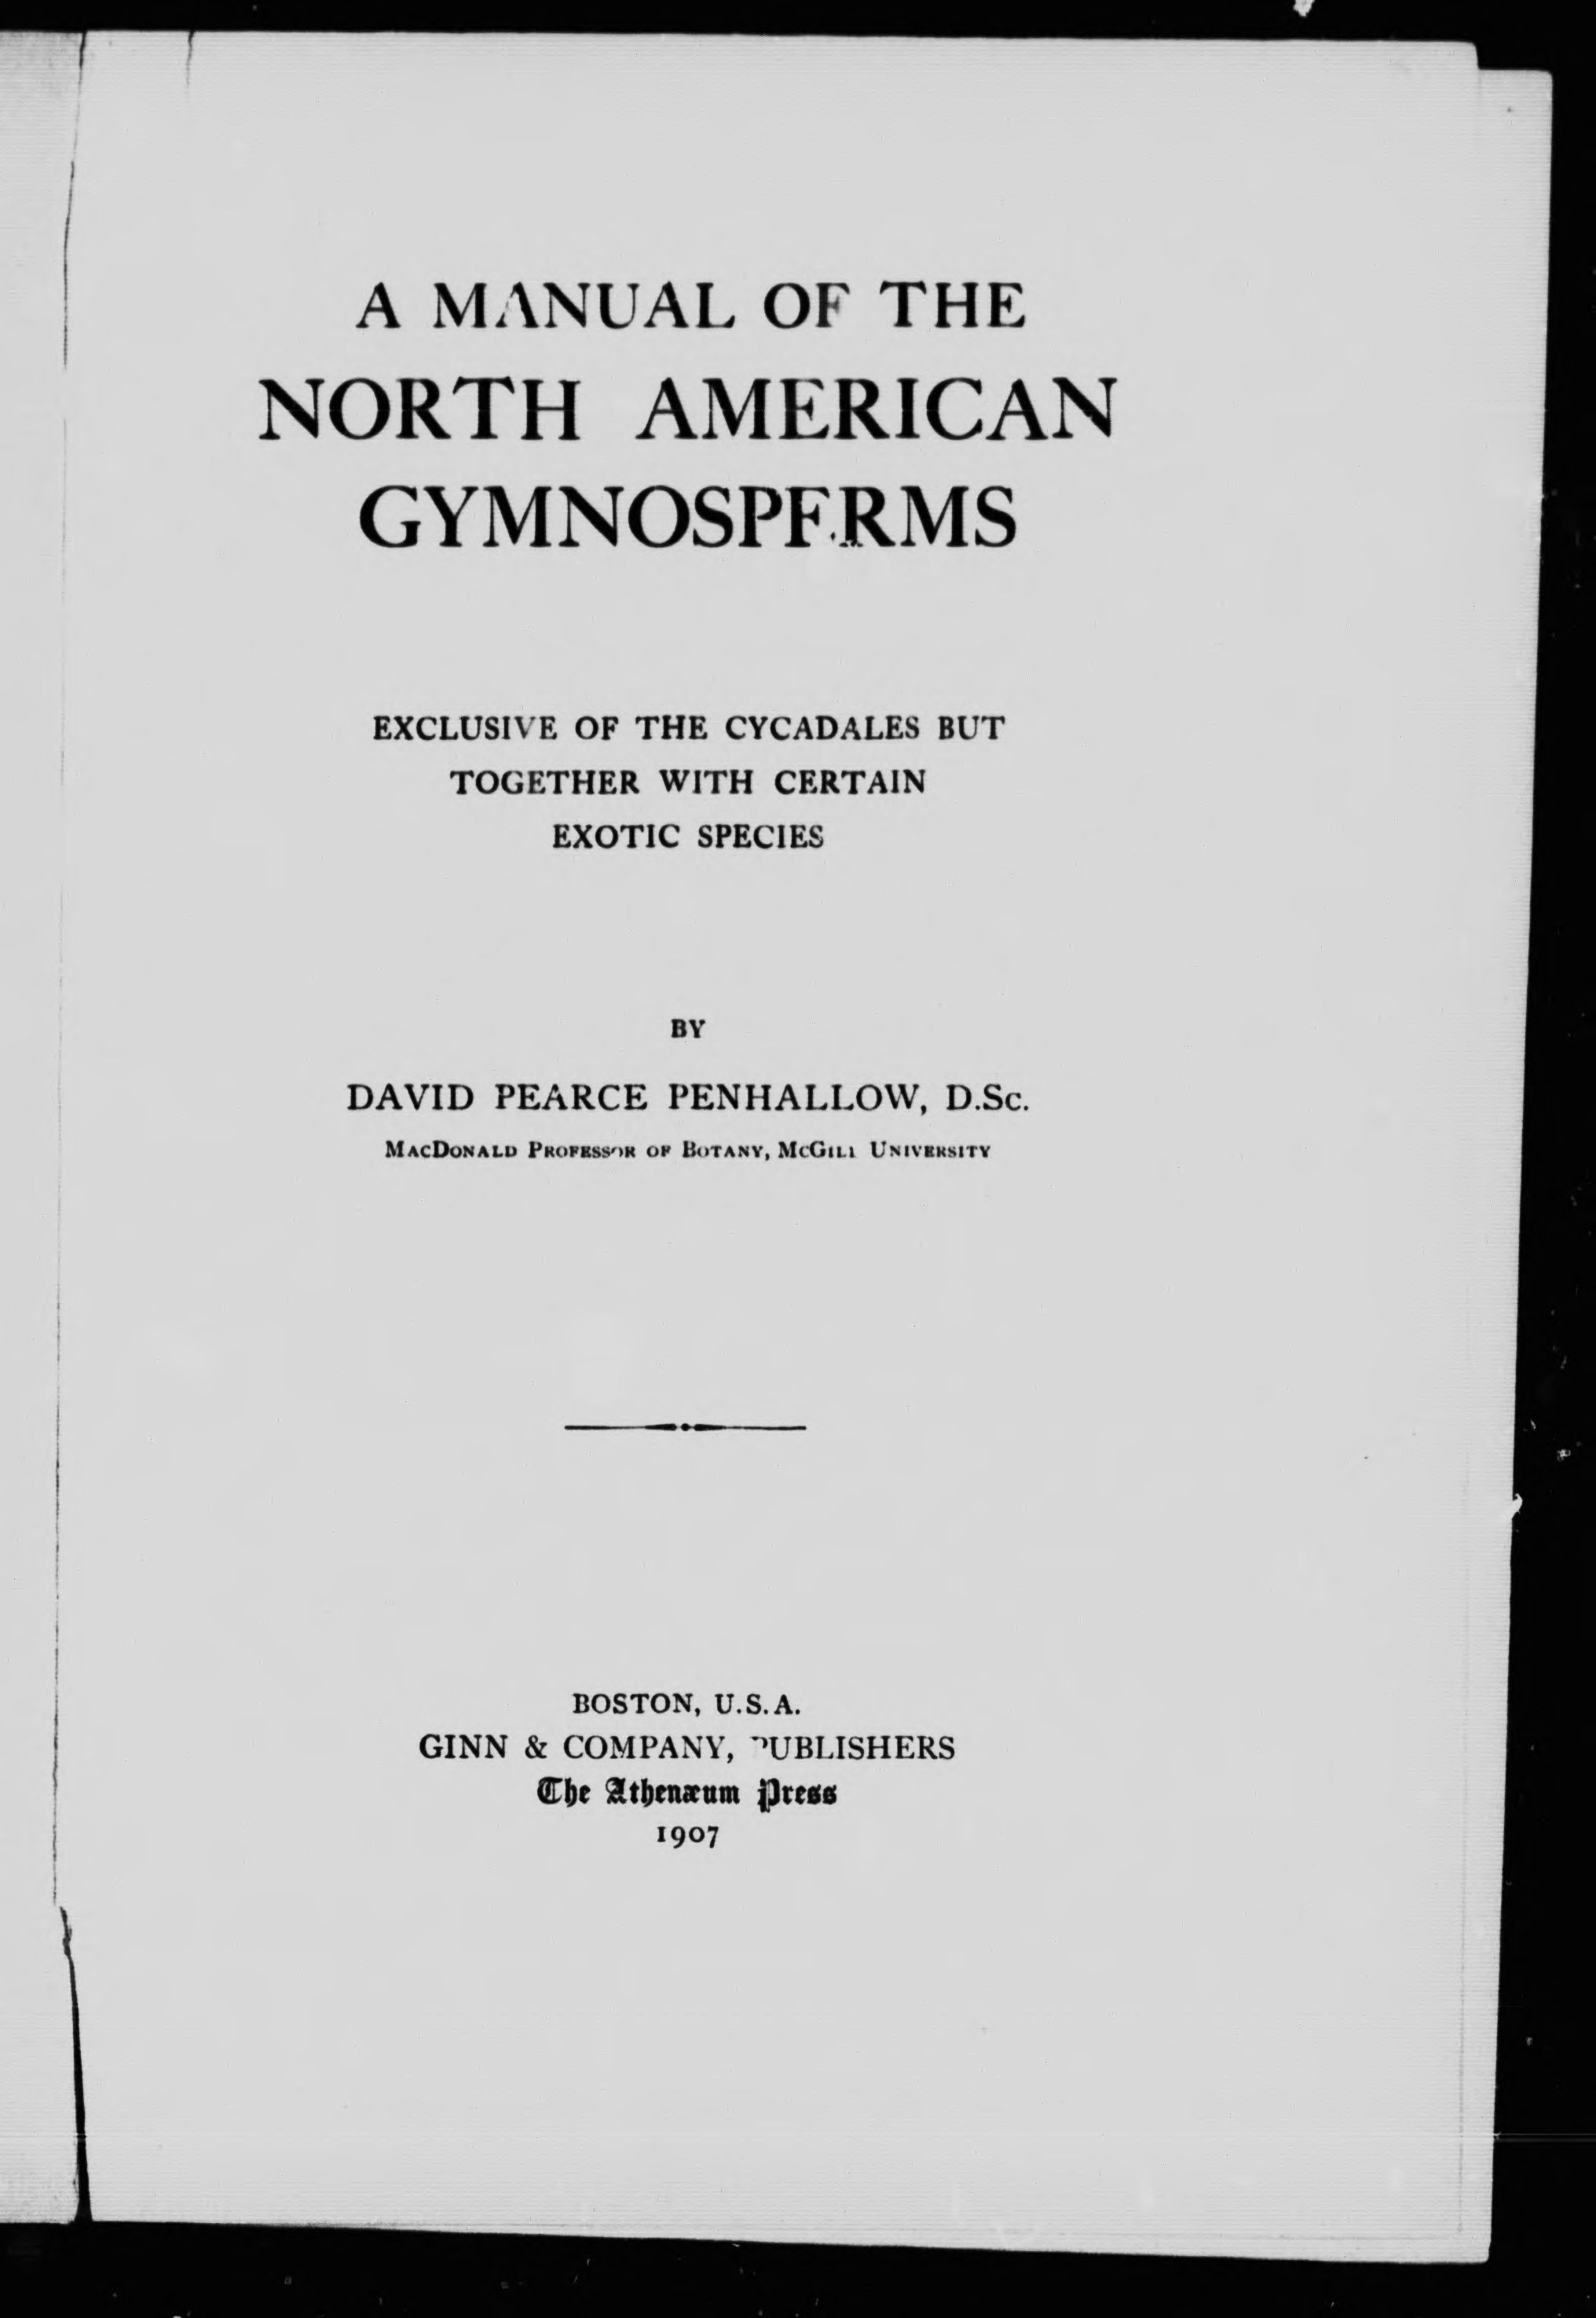 A MANUAL OF THE
NORTH AMERICAN
GYMNOSPERMS
EXCLUSIVE OF THE CYCADALES BUT
TOGETHER WITH CERTAIN
EXOTIC SPECIES
BY
DAVID PEARCE PENHALLOW, D.Sc.
MacDonald Professor of Botany, McGill University
BOSTON, U.S.A.
GINN & COMPANY, PUBLISHERS
The Athenæum Press
1907